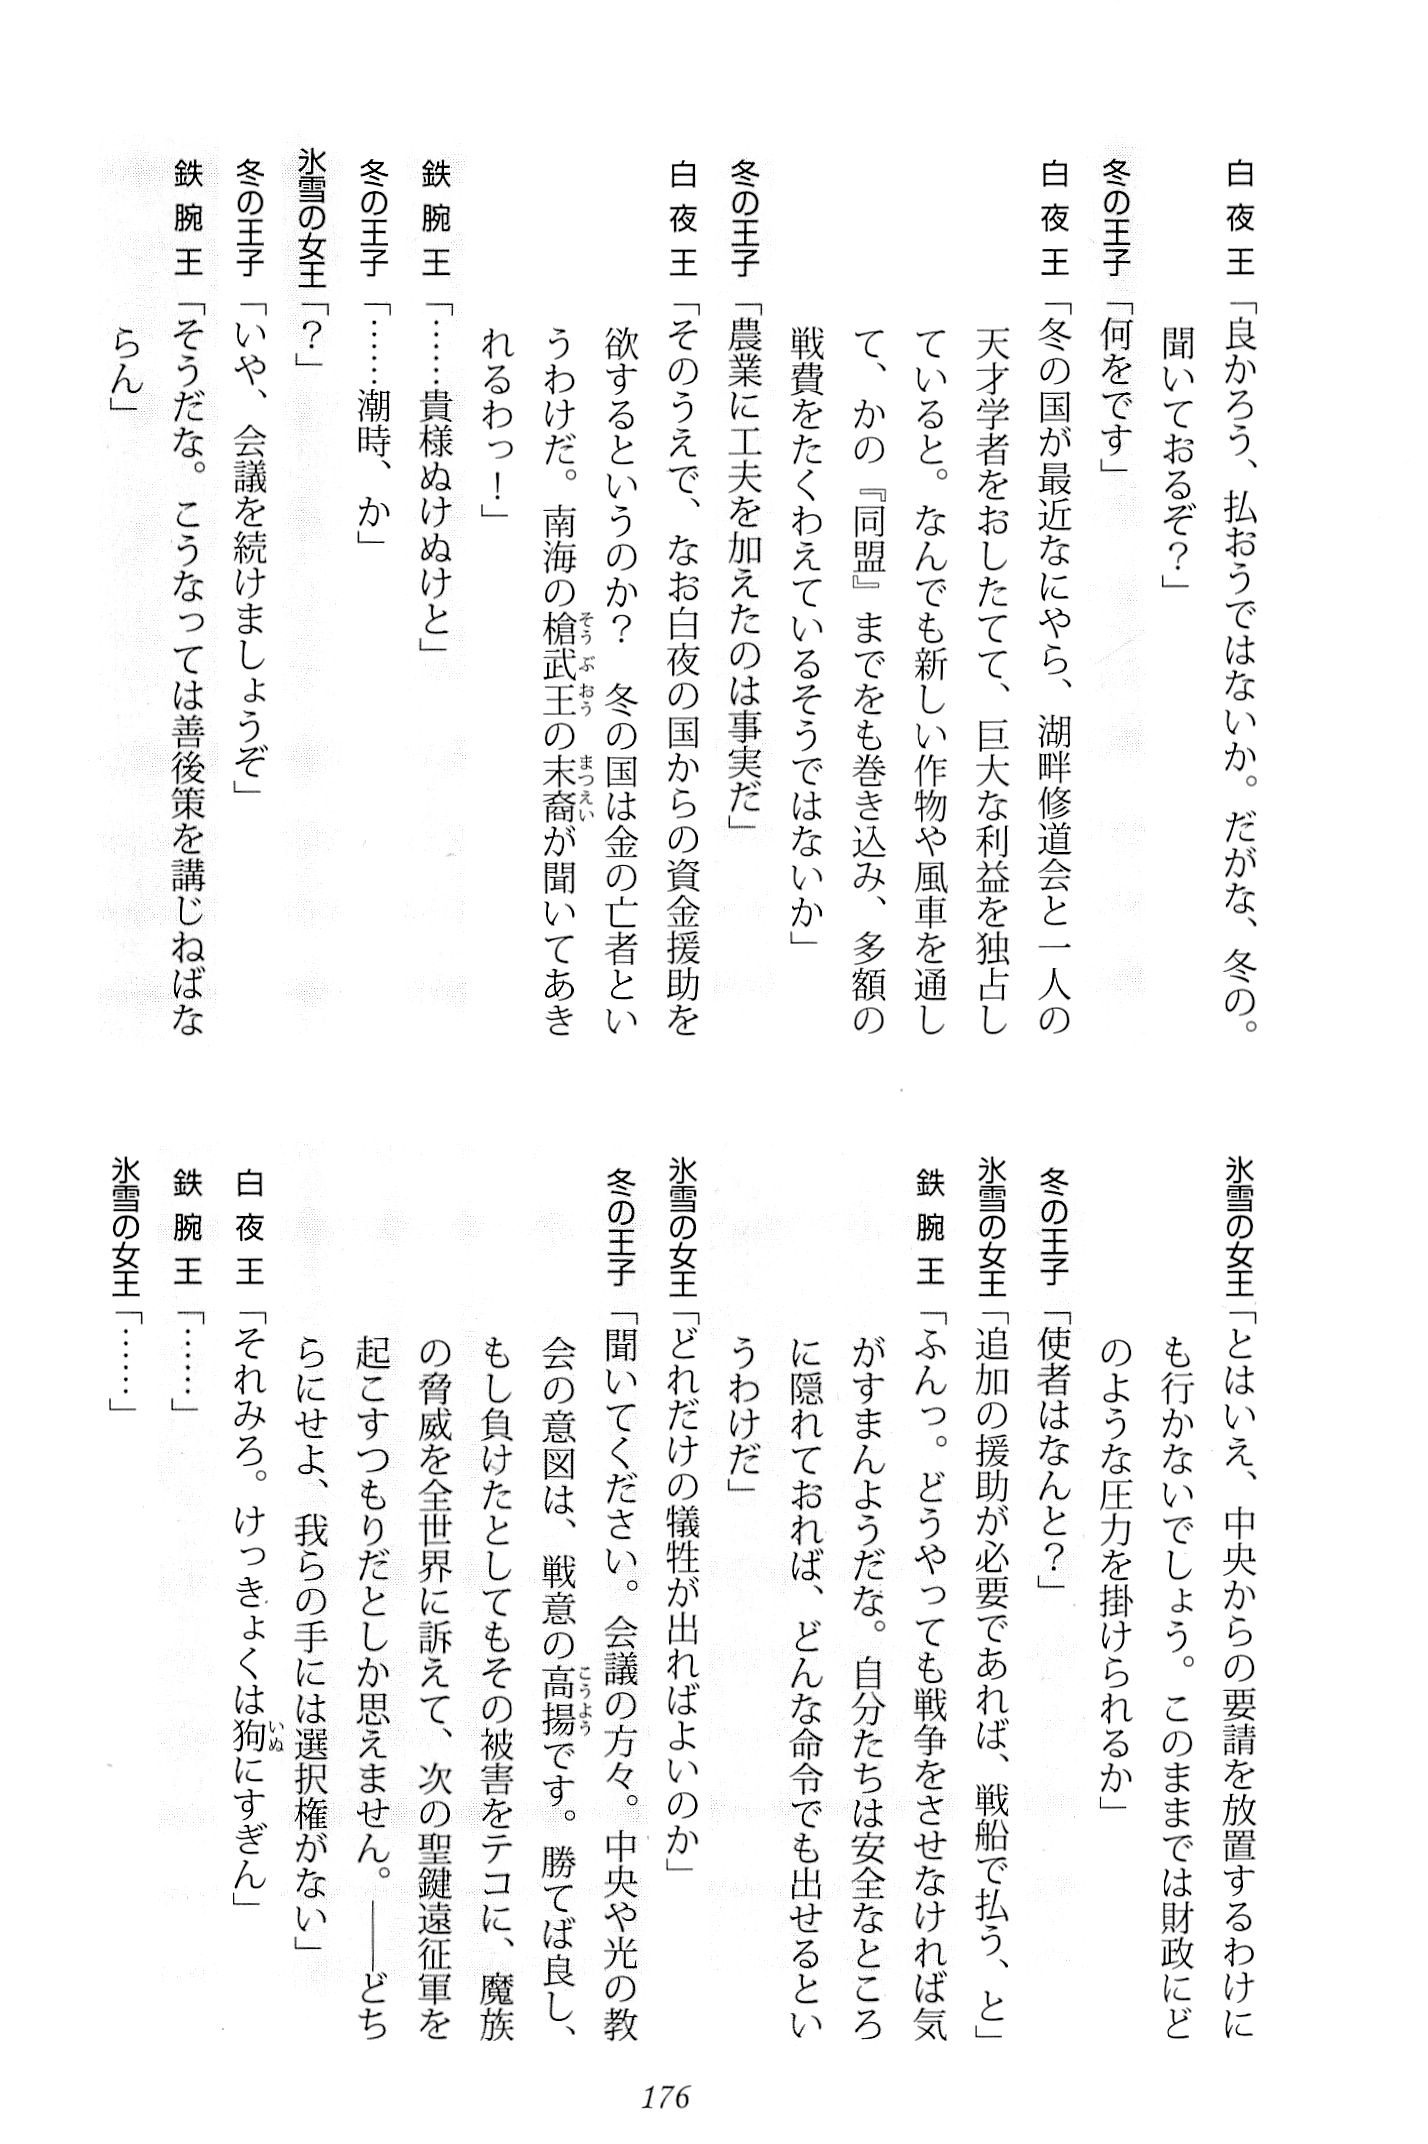 白夜王「良かろう、払おうではないか。だがな、冬の。
聞いておるぞ？」
冬の王子「何をです」
白夜王「冬の国が最近なにやら、湖畔修道会と一人の
天才学者をおしたてて、巨大な利益を独占し
ていると。なんでも新しい作物や風車を通し
て、かの『同盟』までをも巻き込み、多額の
戦費をたくわえているそうではないか」
冬の王子「農業に工夫を加えたのは事実だ」
白夜王「そのうえで、なお白夜の国からの資金援助を
欲するというのか？　冬の国は金の亡者とい
うわけだ。南海の槍武王の末裔が聞いてあき
れるわっ！」
鉄腕王「……貴様ぬけぬけと」
冬の王子「……潮時、か」
氷雪の女王「？」
冬の王子「いや、会議を続けましょうぞ」
鉄腕王「そうだな。こうなっては善後策を講じねばな
らん」
氷雪の女王「とはいえ、中央からの要請を放置するわけに
も行かないでしょう。このままでは財政にど
のような圧力を掛けられるか」
冬の王子「使者はなんと？」
氷雪の女王「追加の援助が必要であれば、戦船で払う、と」
鉄腕王「ふんっ。どうやっても戦争をさせなければ気
がすまんようだな。自分たちは安全なところ
に隠れておれば、どんな命令でも出せるとい
うわけだ」
氷雪の女王「どれだけの犠牲が出ればよいのか」
冬の王子「聞いてください。会議の方々。中央や光の教
会の意図は、戦意の高揚です。勝てば良し、
もし負けたとしてもその被害をテコに、魔族
の脅威を全世界に訴えて、次の聖鍵遠征軍を
起こすつもりだとしか思えません。――どち
らにせよ、我らの手には選択権がない」
白夜王「それみろ。けっきょくは狗にすぎん」
鉄腕王「……」
氷雪の女王「……」
176